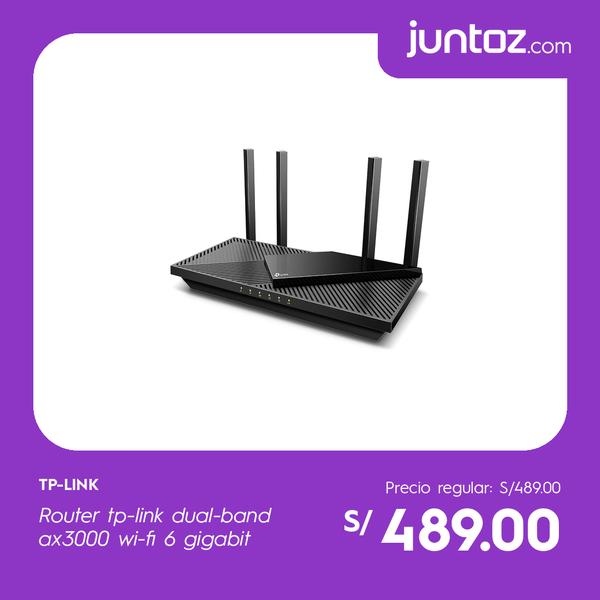 juntoz.com
TP-LINK
Router tp-link dual-band
ax3000 wi-fi 6 gigabit
Precio regular: S/489.00
S/ 489.00